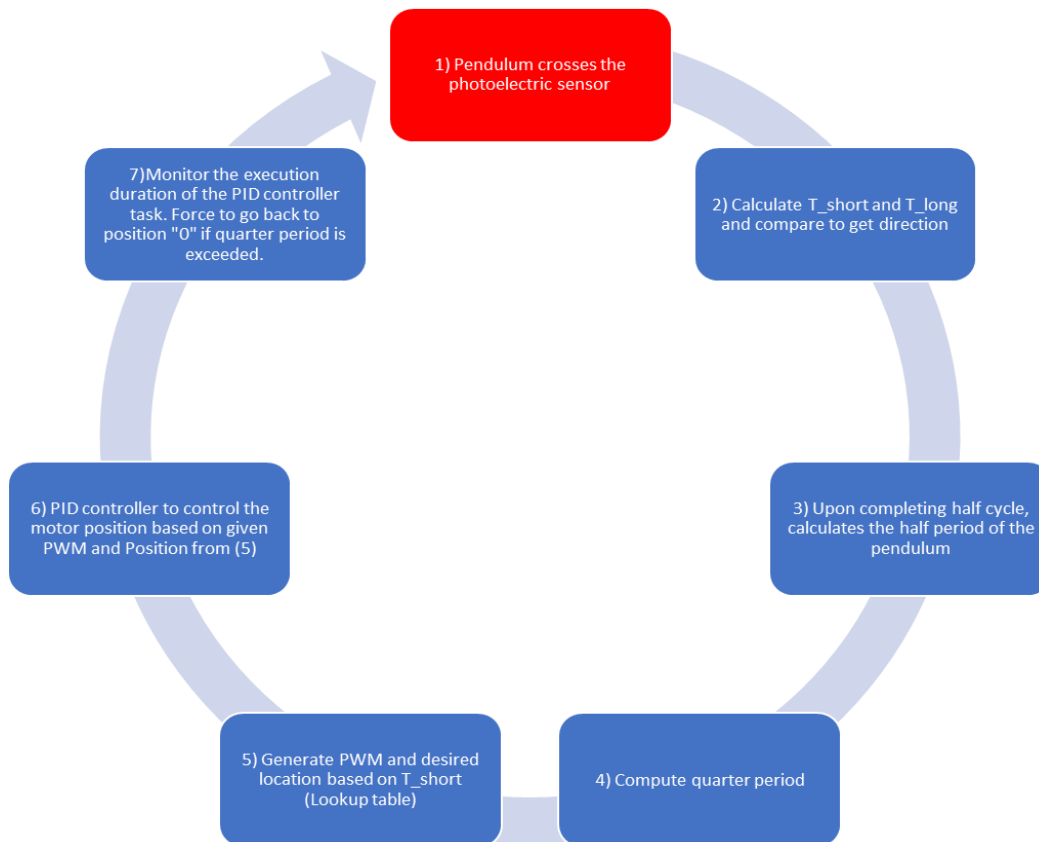 1) Pendulum crosses the
photoelectric sensor
2) Calculate T_short and T_long
and compare to get direction
3) Upon completing half cycle,
calculates the half period of the
pendulum
4) Compute quarter period
5) Generate PWM and desired
location based on T_short
(Lookup table)
6) PID controller to control the
motor position based on given
PWM and Position from (5)
7)Monitor the execution
duration of the PID controller
task. Force to go back to
position "0" if quarter period is
exceeded.